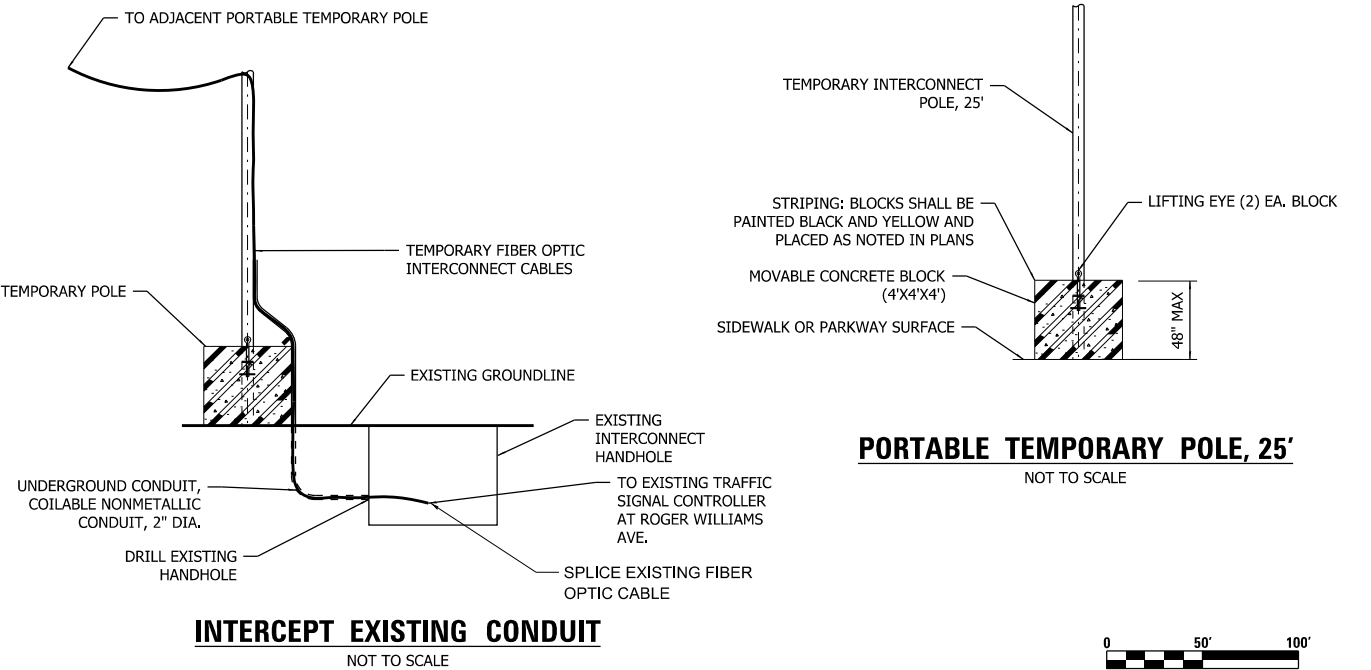 TO ADJACENT PORTABLE TEMPORARY POLE
TEMPORARY FIBER OPTIC
INTERCONNECT CABLES
TEMPORARY POLE
EXISTING GROUNDLINE
EXISTING
INTERCONNECT
HANDHOLE
UNDERGROUND CONDUIT,
COILABLE NONMETALLIC
CONDUIT, 2" DIA.
TO EXISTING TRAFFIC
SIGNAL CONTROLLER
AT ROGER WILLIAMS
AVE.
DRILL EXISTING
HANDHOLE
SPLICE EXISTING FIBER
OPTIC CABLE
INTERCEPT EXISTING CONDUIT
NOT TO SCALE
TEMPORARY INTERCONNECT
POLE, 25'
STRIPING: BLOCKS SHALL BE
PAINTED BLACK AND YELLOW AND
PLACED AS NOTED IN PLANS
LIFTING EYE (2) EA. BLOCK
MOVABLE CONCRETE BLOCK
(4'X4'X4')
SIDEWALK OR PARKWAY SURFACE
48" MAX
PORTABLE TEMPORARY POLE, 25'
NOT TO SCALE
0 50' 100'